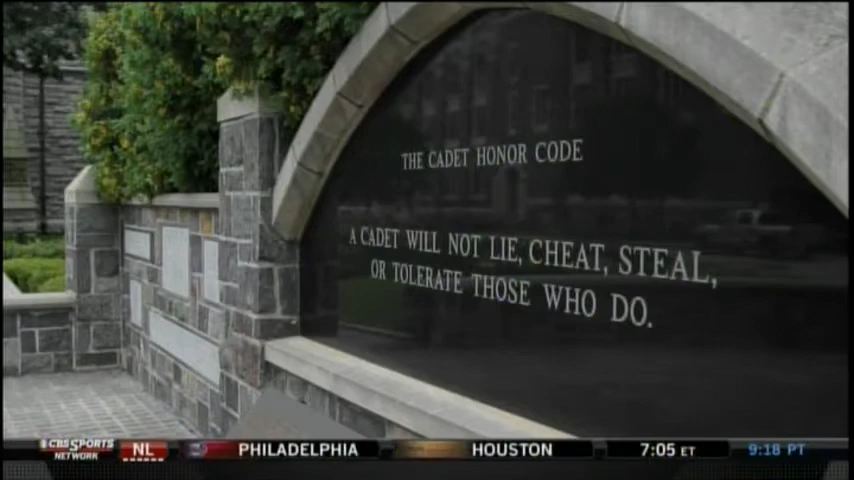 THE CADET HONOR CODE
A CADET WILL NOT LIE, CHEAT, STEAL,
OR TOLERATE THOSE WHO DO.
CBS SPORTS NETWORK NL PHILADELPHIA HOUSTON 7:05 ET 9:18 PT